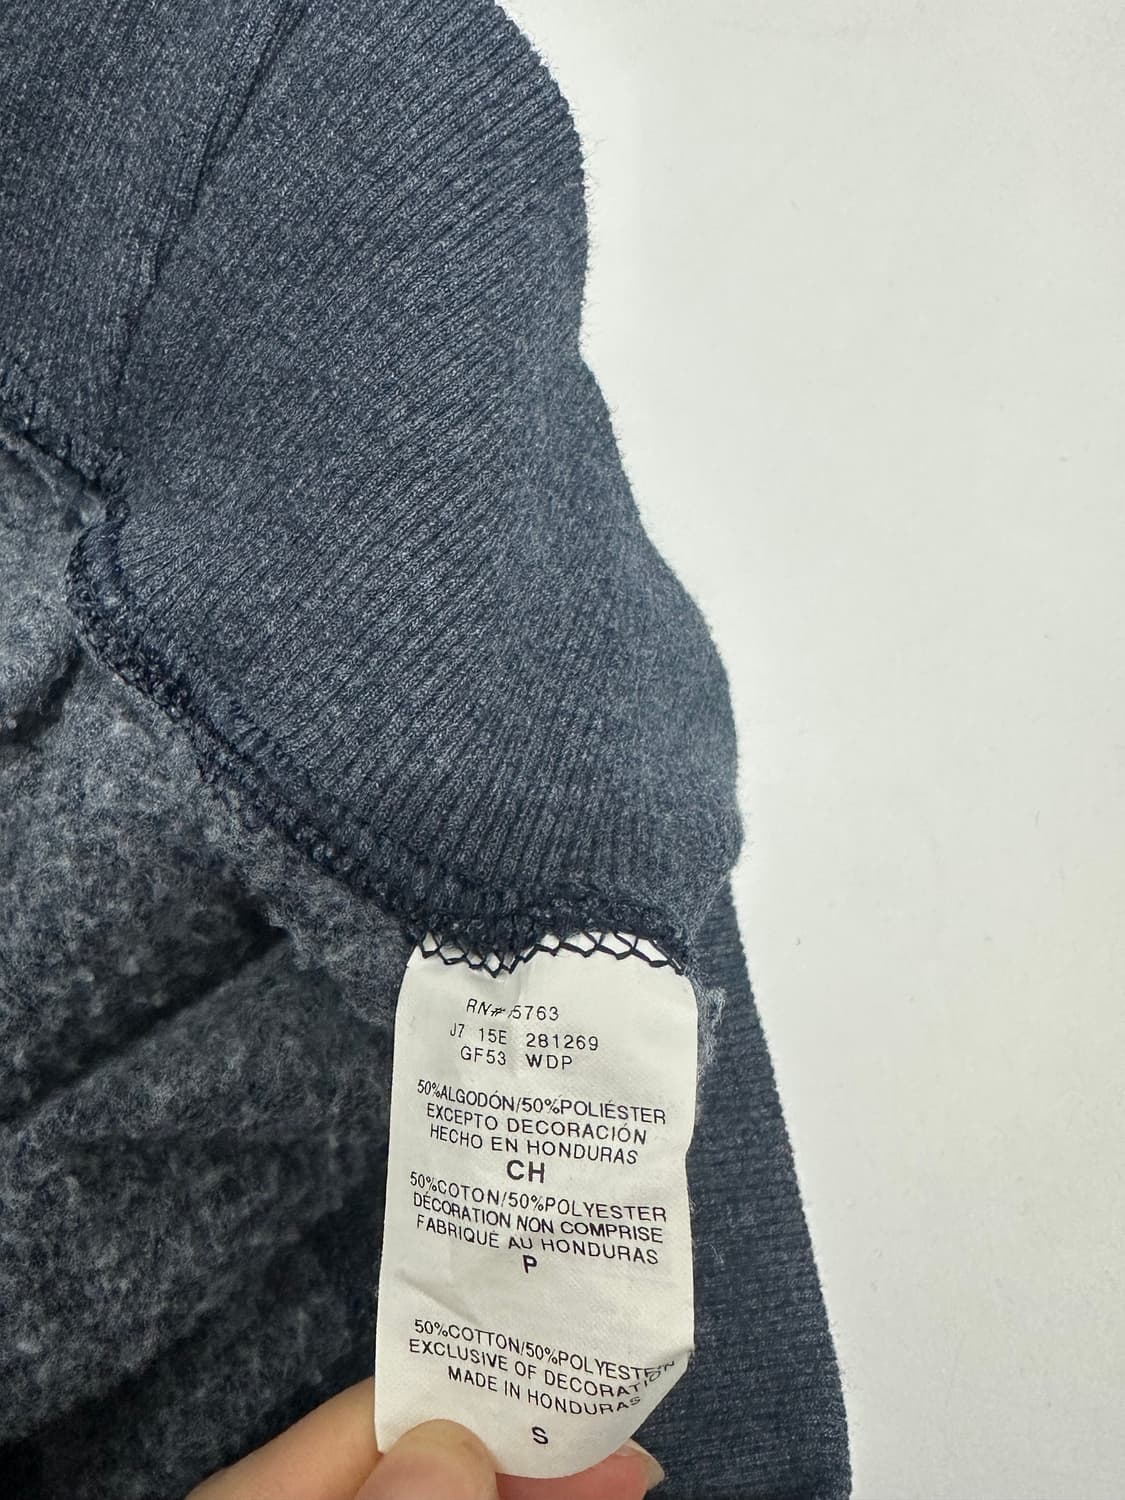 RN# 15763
J7 15E 281269
GF53 WDP
50%ALGODÓN/50%POLIÉSTER
EXCEPTO DECORACIÓN
HECHO EN HONDURAS
CH
50%COTON/50%POLYESTER
DÉCORATION NON COMPRISE
FABRIQUÉ AU HONDURAS
P
50%COTTON/50%POLYESTER
EXCLUSIVE OF DECORATION
MADE IN HONDURAS
S